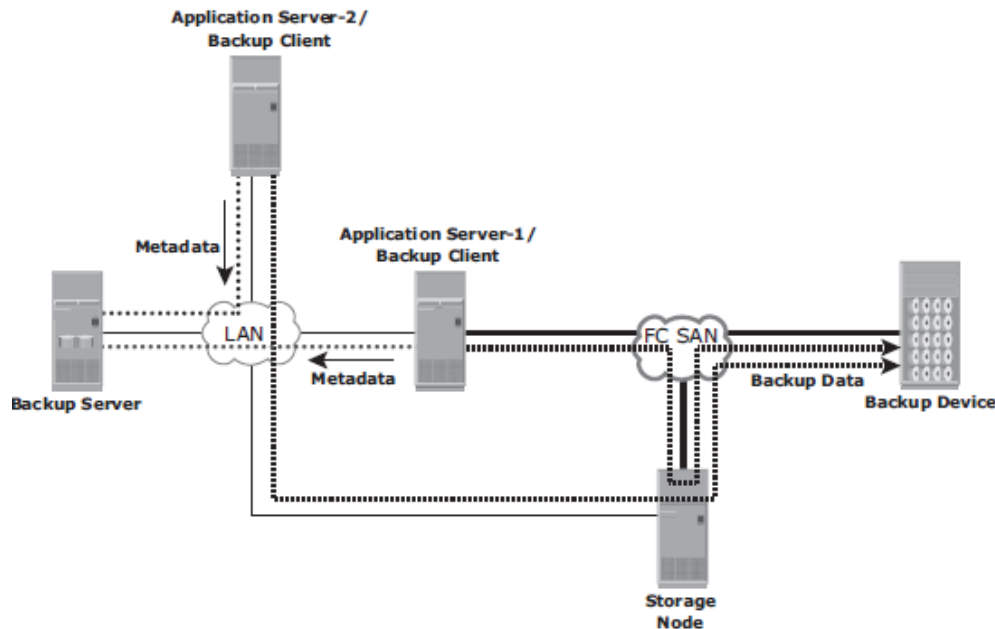 Application Server-2/
Backup Client
Metadata
Application Server-1/
Backup Client
LAN
FC SAN
Metadata
Backup Data
Backup Server
Backup Device
Storage
Node